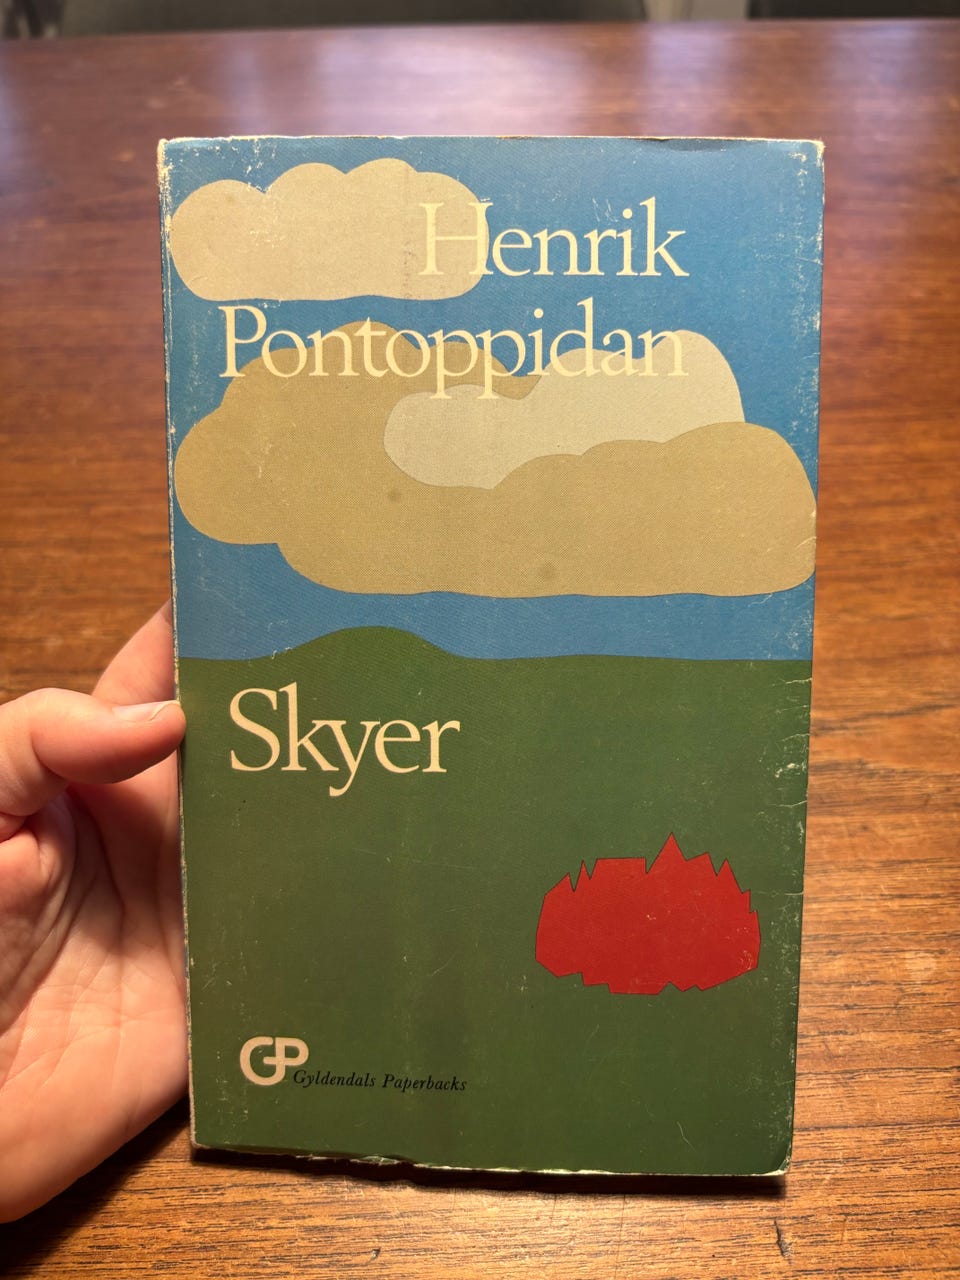 Henrik
Pontoppidan
Skyer
GP Gyldendals Paperbacks